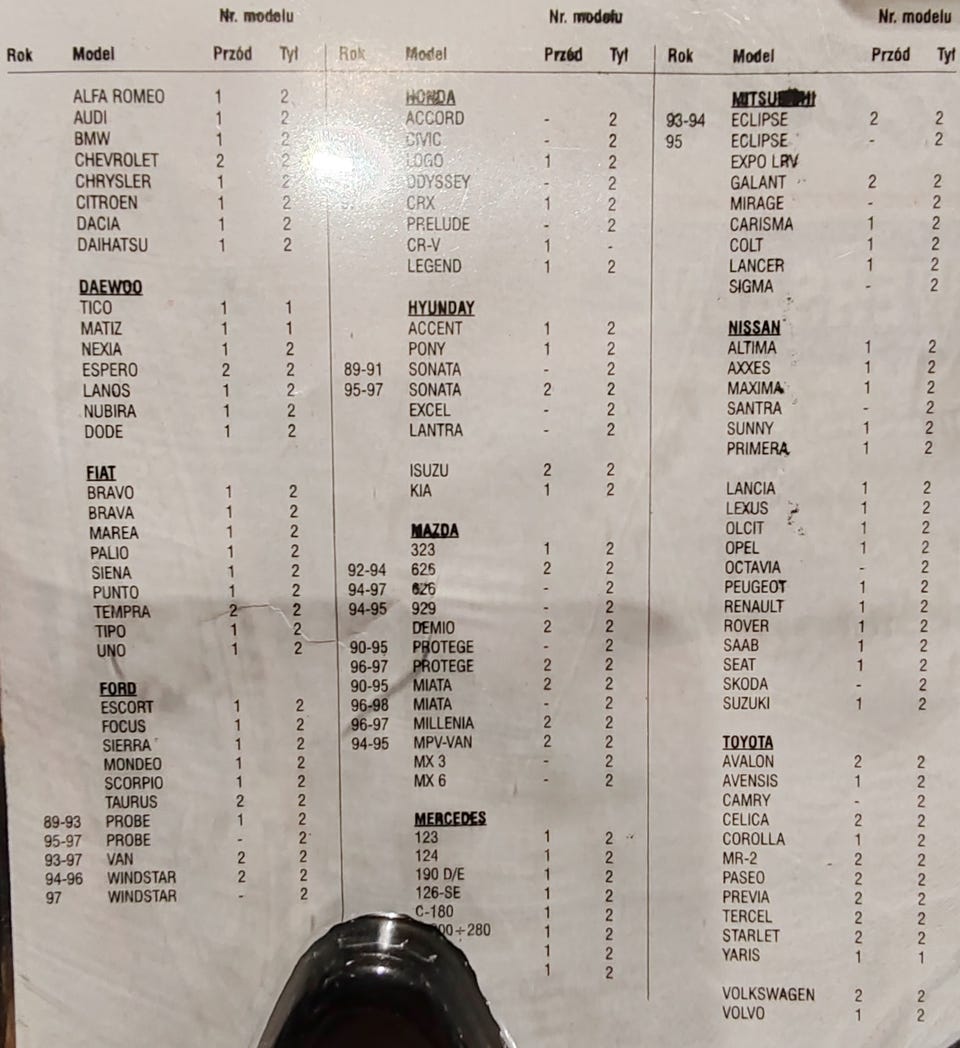 Nr. modelu
Rok Model Przód Tył
ALFA ROMEO 1 2
AUDI 1 2
BMW 1 2
CHEVROLET 2 2
CHRYSLER 1 2
CITROEN 1 2
DACIA 1 2
DAIHATSU 1 2
DAEWOO
TICO 1 1
MATIZ 1 1
NEXIA 1 2
ESPERO 2 2
LANOS 1 2
NUBIRA 1 2
DODE 1 2
FIAT
BRAVO 1 2
BRAVA 1 2
MAREA 1 2
PALIO 1 2
SIENA 1 2
PUNTO 1 2
TEMPRA 2 2
TIPO 1 2
UNO 1 2
FORD
ESCORT 1 2
FOCUS 1 2
SIERRA 1 2
MONDEO 1 2
SCORPIO 1 2
TAURUS 2 2
89-93 PROBE 1 2
95-97 PROBE - 2
93-97 VAN 2 2
94-96 WINDSTAR 2 2
97 WINDSTAR - 2
Nr. modelu
Rok Model Przéd Tył
HONDA
ACCORD - 2
CIVIC - 2
LOGO 1 2
ODYSSEY - 2
CRX 1 2
PRELUDE - 2
CR-V 1 -
LEGEND 1 2
HYUNDAY
ACCENT 1 2
PONY 1 2
89-91 SONATA - 2
95-97 SONATA 2 2
EXCEL - 2
LANTRA - 2
ISUZU 2 2
KIA 1 2
MAZDA
323 1 2
92-94 626 2 2
94-97 626 - 2
94-95 929 - 2
DEMIO 2 2
90-95 PROTEGE - 2
96-97 PROTEGE 2 2
90-95 MIATA 2 2
96-98 MIATA - 2
96-97 MILLENIA 2 2
94-95 MPV-VAN 2 2
MX 3 - 2
MX 6 - 2
MERCEDES
123 1 2
124 1 2
190 D/E 1 2
126-SE 1 2
C-180 1 2
00÷280 1 2
1 2
1 2
Nr. modelu
Rok Model Przód Tył
MITSU HI
93-94 ECLIPSE 2 2
95 ECLIPSE - 2
EXPO LRV
GALANT 2 2
MIRAGE - 2
CARISMA 1 2
COLT 1 2
LANCER 1 2
SIGMA - 2
NISSAN
ALTIMA 1 2
AXXES 1 2
MAXIMA 1 2
SANTRA - 2
SUNNY 1 2
PRIMERA 1 2
LANCIA 1 2
LEXUS 1 2
OLCIT 1 2
OPEL 1 2
OCTAVIA - 2
PEUGEOT 1 2
RENAULT 1 2
ROVER 1 2
SAAB 1 2
SEAT 1 2
SKODA - 2
SUZUKI 1 2
TOYOTA
AVALON 2 2
AVENSIS 1 2
CAMRY - 2
CELICA 2 2
COROLLA 1 2
MR-2 2 2
PASEO 2 2
PREVIA 2 2
TERCEL 2 2
STARLET 2 2
YARIS 1 1
VOLKSWAGEN 2 2
VOLVO 1 2